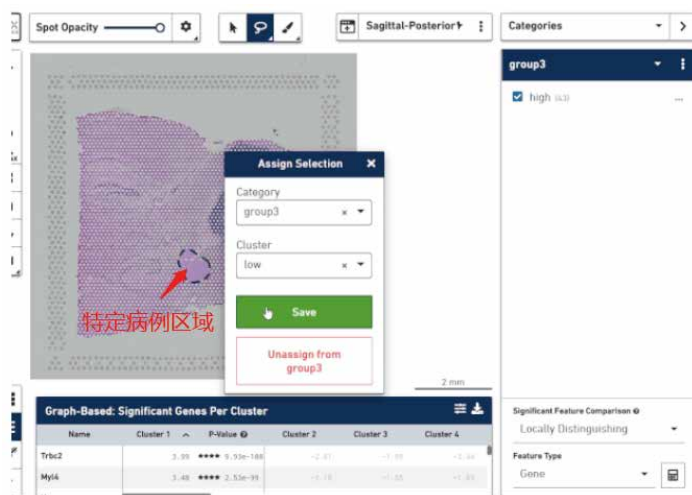 Spot Opacity
Sagittal-Posterior1
Categories
group3
high (43)
...
Assign Selection
Category
group3
Cluster
low
特定病例区域
Save
Unassign from
group3
2 mm
Graph-Based: Significant Genes Per Cluster
Name Cluster 1 P-Value Cluster 2 Cluster 3 Cluster 4
Trbc2 3.99 **** 9.53e-188
Myl4 3.48 **** 2.53e-99
Significant Feature Comparison
Locally Distinguishing
Feature Type
Gene